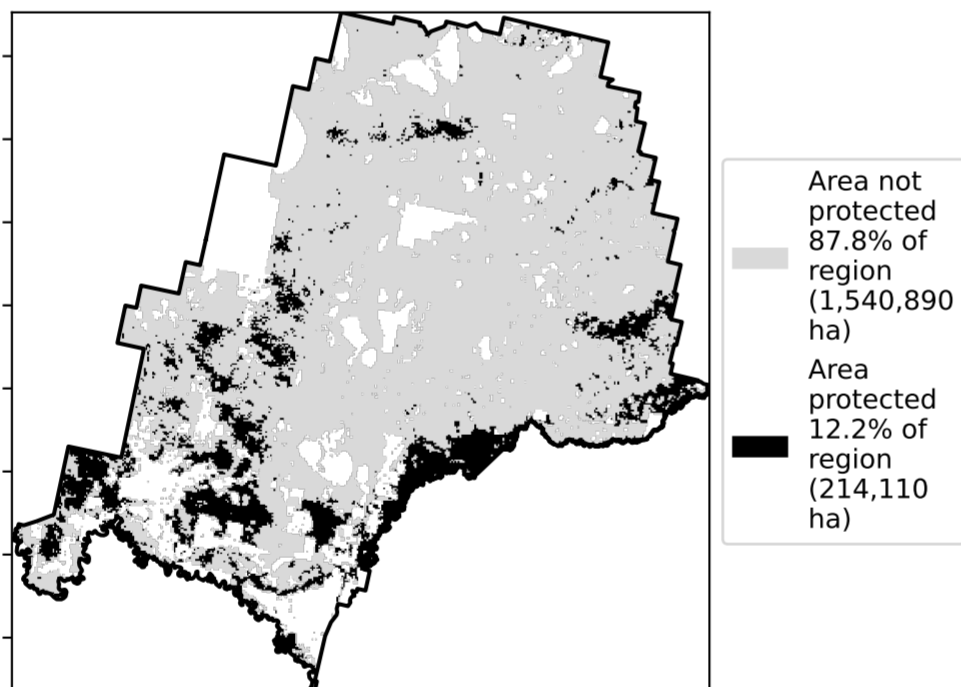 Area not
protected
87.8% of
region
(1,540,890
ha)
Area
protected
12.2% of
region
(214,110
ha)